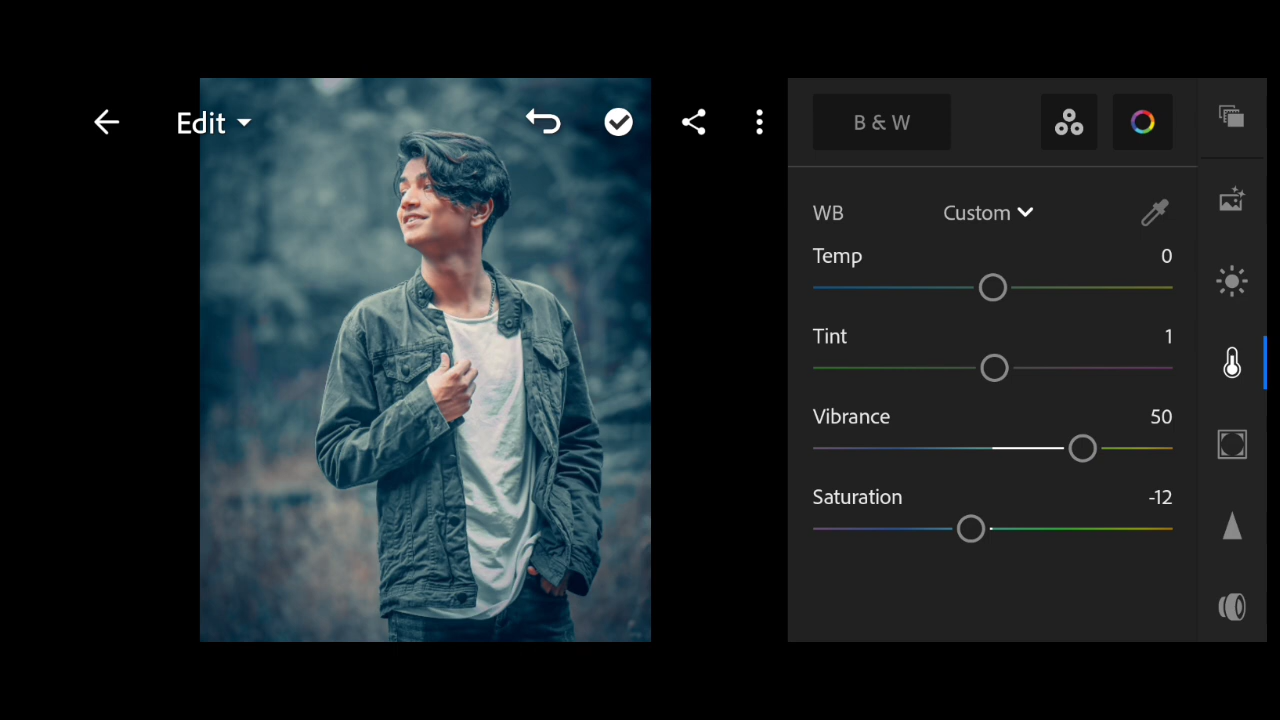 Edit
B & W
WB Custom
Temp 0
Tint 1
Vibrance 50
Saturation -12